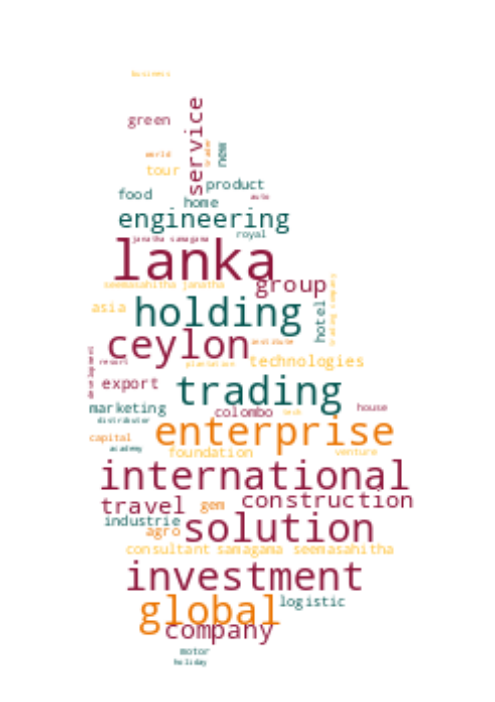 business
green
service
new
trader
world
tour
product
food
home
auto
engineering
royal
janatha samagama
lanka
seemasahitha janatha
group
trading company
asia
holding
hotel
ceylon
institute
development
resort
plantation
technologies
export
trading
marketing
colombo
tech
house
distributor
enterprise
capital
academy
foundation
venture
international
travel
gem
construction
industrie
agro
solution
consultant
samagama seemasahitha
investment
global
logistic
company
motor
holiday